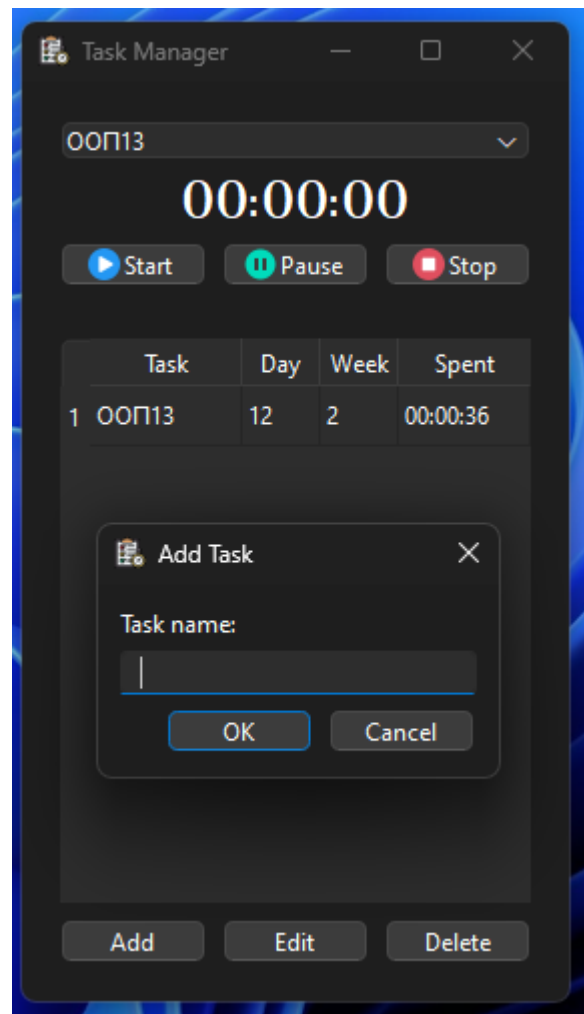 Task Manager
ООП13
00:00:00
Start Pause Stop
Task Day Week Spent
1 ООП13 12 2 00:00:36
Add Task
Task name:
OK Cancel
Add Edit Delete